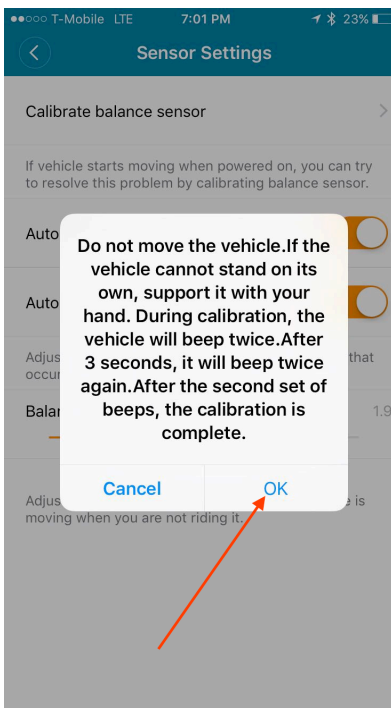 T-Mobile LTE 7:01 PM 23%
Sensor Settings
Calibrate balance sensor
If vehicle starts moving when powered on, you can try
to resolve this problem by calibrating balance sensor.
Auto
Do not move the vehicle.If the
vehicle cannot stand on its
own, support it with your
hand. During calibration, the
vehicle will beep twice.After
3 seconds, it will beep twice
again.After the second set of
beeps, the calibration is
complete.
Auto
that
Balan
1.9
Cancel OK
is
moving when you are not riding it.